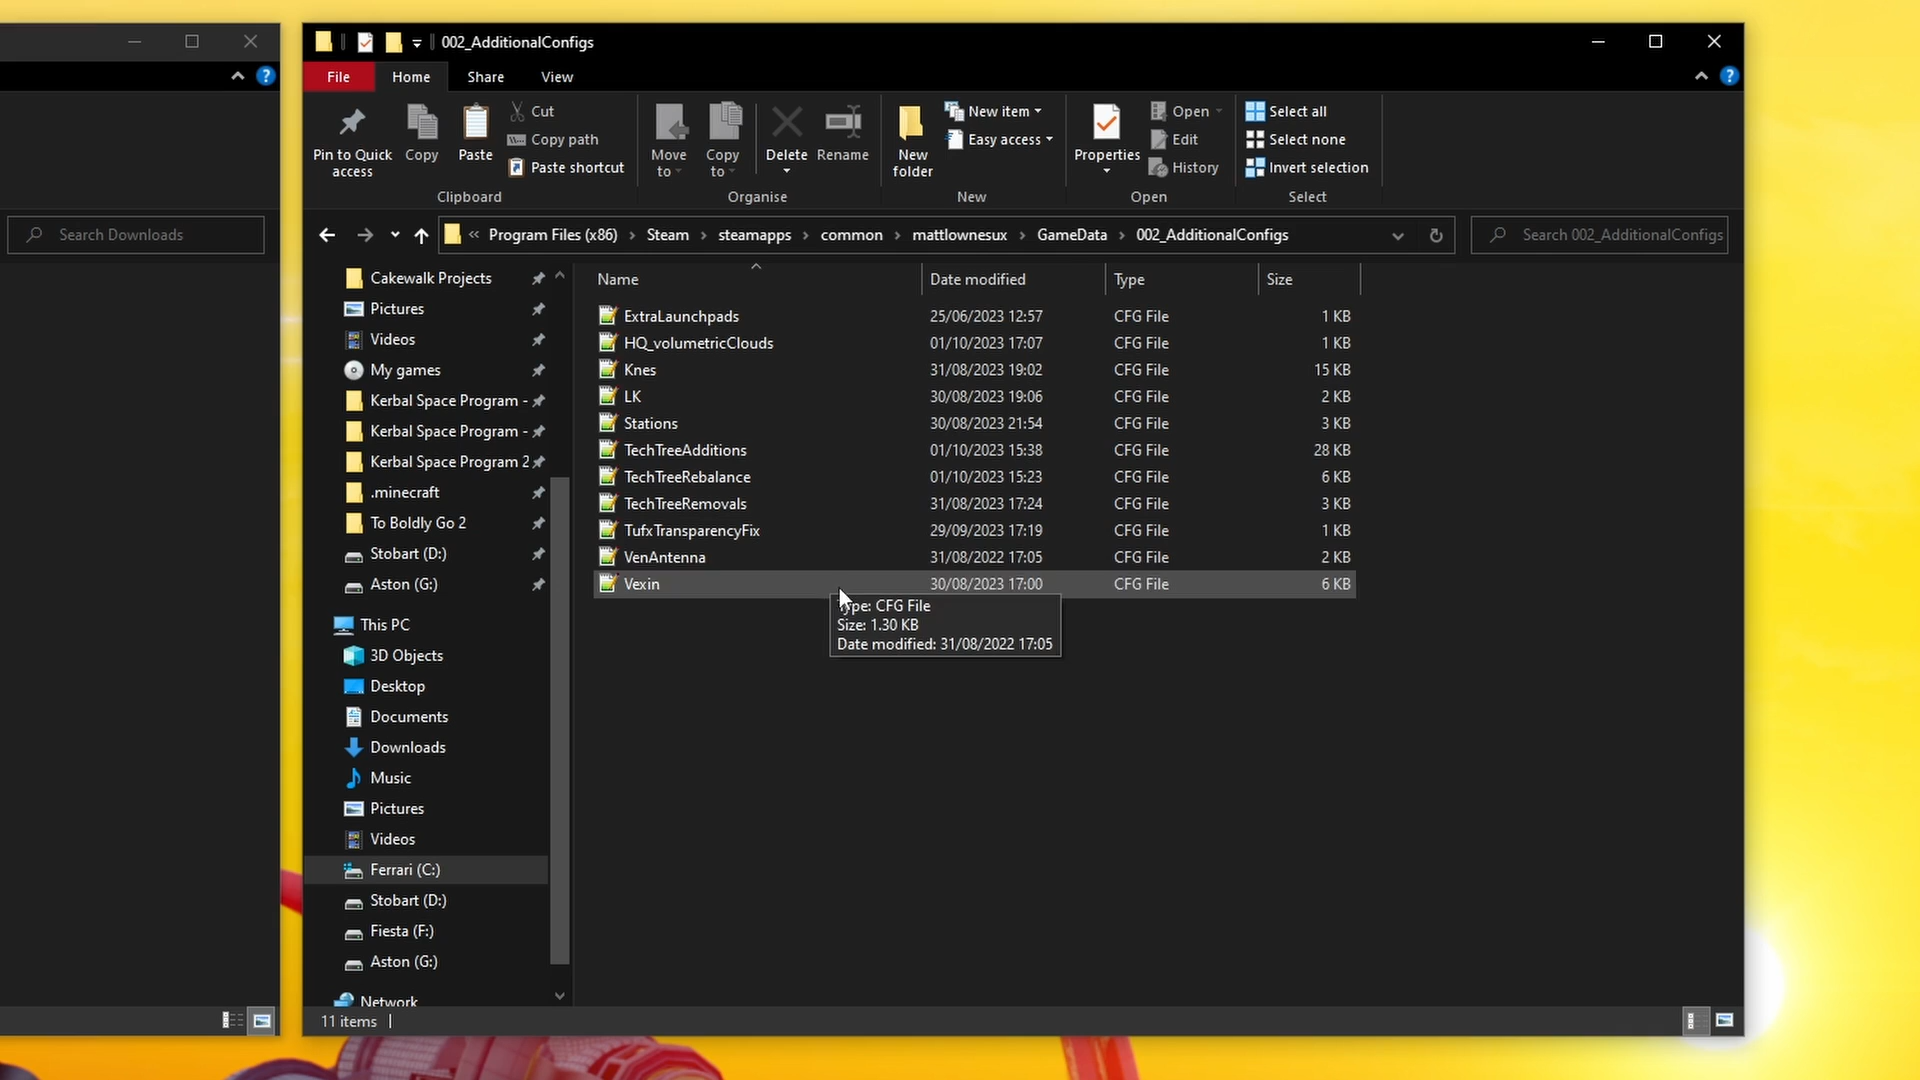 002_AdditionalConfigs
File Home Share View
Pin to Quick access
Copy
Paste
Cut
Copy path
Paste shortcut
Clipboard
Move to
Copy to
Delete
Rename
Organise
New folder
New item
Easy access
New
Properties
Open
Edit
History
Open
Select all
Select none
Invert selection
Select
Search Downloads
« Program Files (x86) › Steam › steamapps › common › mattlownesux › GameData › 002_AdditionalConfigs
Search 002_AdditionalConfigs
Cakewalk Projects
Pictures
Videos
My games
Kerbal Space Program -
Kerbal Space Program -
Kerbal Space Program 2
.minecraft
To Boldly Go 2
Stobart (D:)
Aston (G:)
This PC
3D Objects
Desktop
Documents
Downloads
Music
Pictures
Videos
Ferrari (C:)
Stobart (D:)
Fiesta (F:)
Aston (G:)
Network
Name Date modified Type Size
ExtraLaunchpads 25/06/2023 12:57 CFG File 1 KB
HQ_volumetricClouds 01/10/2023 17:07 CFG File 1 KB
Knes 31/08/2023 19:02 CFG File 15 KB
LK 30/08/2023 19:06 CFG File 2 KB
Stations 30/08/2023 21:54 CFG File 3 KB
TechTreeAdditions 01/10/2023 15:38 CFG File 28 KB
TechTreeRebalance 01/10/2023 15:23 CFG File 6 KB
TechTreeRemovals 31/08/2023 17:24 CFG File 3 KB
TufxTransparencyFix 29/09/2023 17:19 CFG File 1 KB
VenAntenna 31/08/2022 17:05 CFG File 2 KB
Vexin 30/08/2023 17:00 CFG File 6 KB
Type: CFG File
Size: 1.30 KB
Date modified: 31/08/2022 17:05
11 items